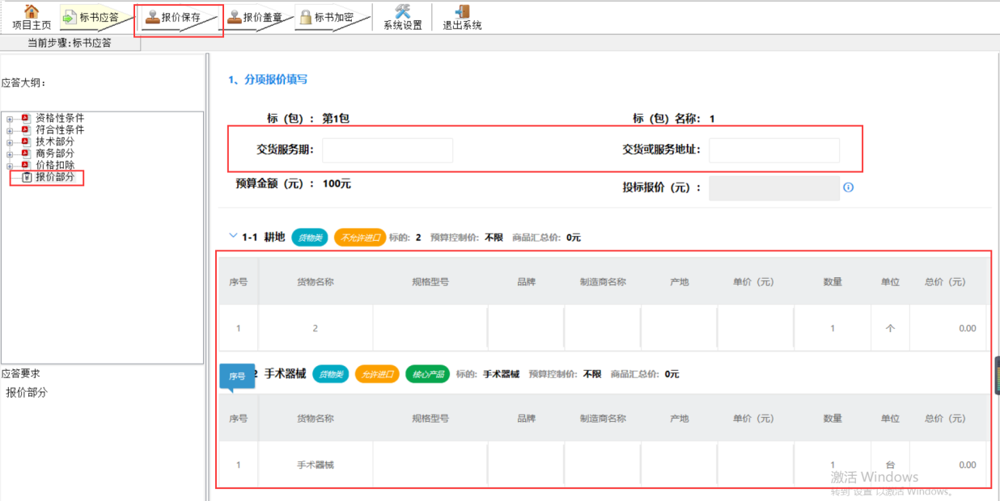 项目主页 标书应答 报价保存 报价盖章 标书加密 系统设置 退出系统
当前步骤:标书应答
应答大纲:
资格性条件
符合性条件
技术部分
商务部分
价格扣除
报价部分
应答要求
报价部分
1、分项报价填写
标（包）: 第1包 标（包）名称: 1
交货服务期: 交货或服务地址:
预算金额（元）: 100元 投标报价（元）:
1-1 耕地 货物类 不允许进口 标的: 2 预算控制价: 不限 商品汇总价: 0元
序号 货物名称 规格型号 品牌 制造商名称 产地 单价（元） 数量 单位 总价（元）
1 2 1 个 0.00
序号 2 手术器械 货物类 允许进口 核心产品 标的: 手术器械 预算控制价: 不限 商品汇总价: 0元
序号 货物名称 规格型号 品牌 制造商名称 产地 单价（元） 数量 单位 总价（元）
1 手术器械 1 台 0.00
激活 Windows
转到"设置"以激活 Windows。